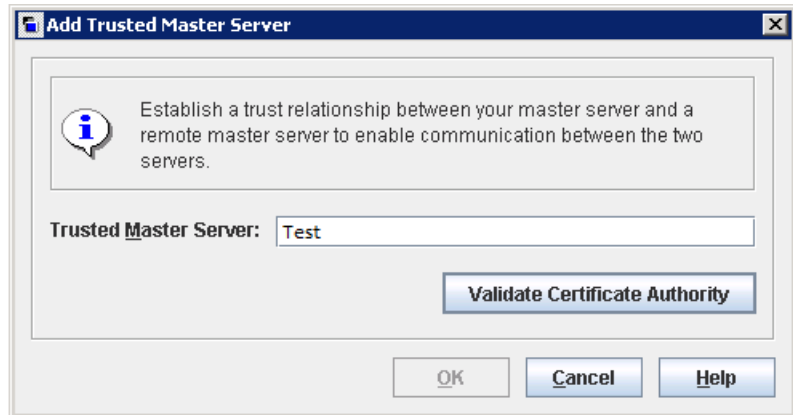 Add Trusted Master Server
Establish a trust relationship between your master server and a
remote master server to enable communication between the two
servers.
Trusted Master Server: Test
Validate Certificate Authority
OK Cancel Help